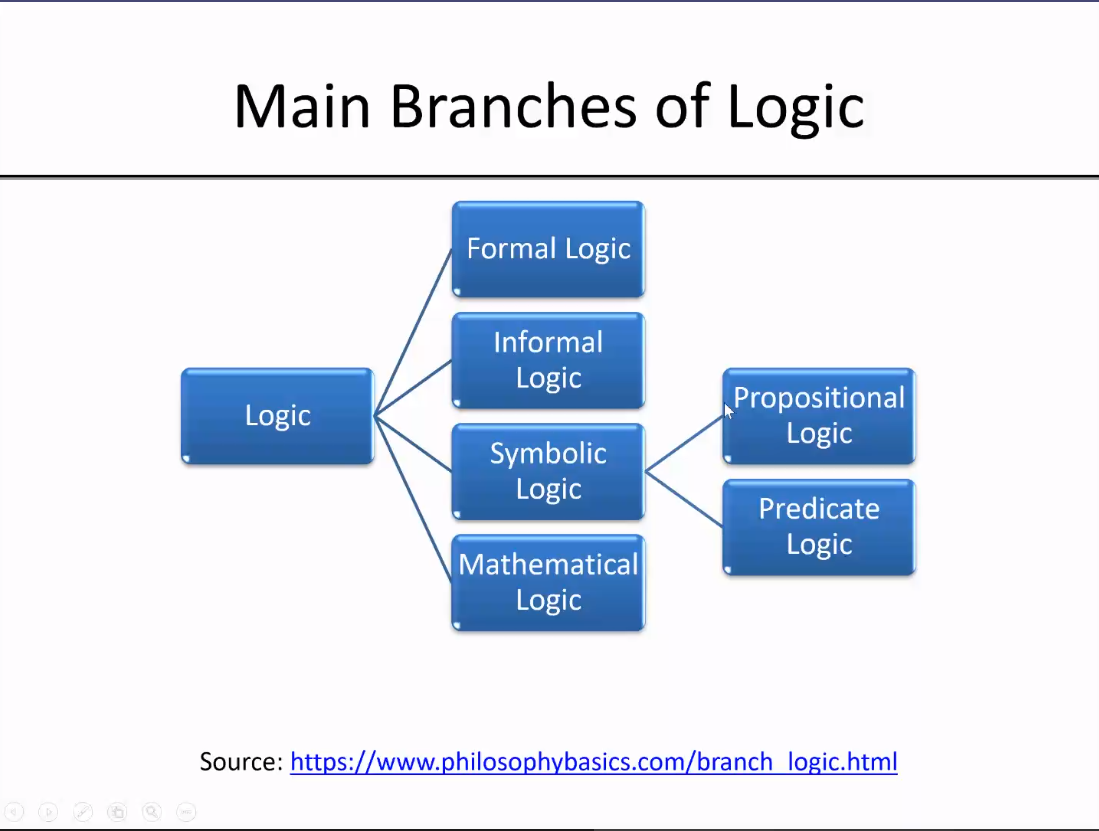 Main Branches of Logic
Logic
Formal Logic
Informal
Logic
Symbolic
Logic
Mathematical
Logic
Propositional
Logic
Predicate
Logic
Source: https://www.philosophybasics.com/branch_logic.html